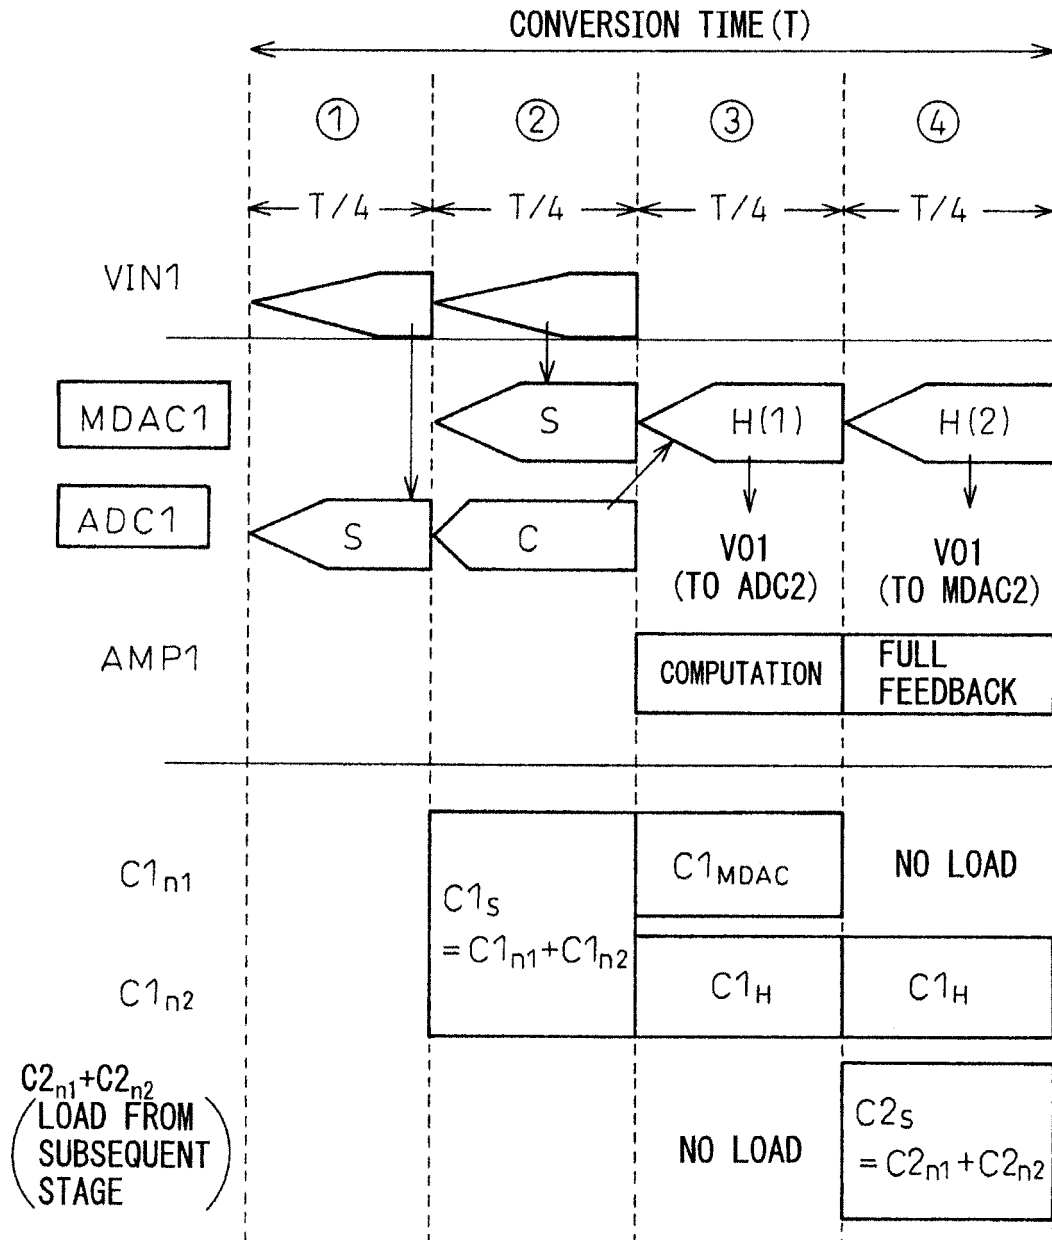 CONVERSION TIME(T)
① ② ③ ④
T/4 T/4 T/4 T/4
VIN1
MDAC1 S H(1) H(2)
ADC1 S C
VO1 VO1
(TO ADC2) (TO MDAC2)
AMP1 COMPUTATION FULL
FEEDBACK
C1n1 C1MDAC NO LOAD
C1S
=C1n1+C1n2
C1n2 C1H C1H
C2n1+C2n2
(LOAD FROM
SUBSEQUENT
STAGE)
NO LOAD
C2S
=C2n1+C2n2